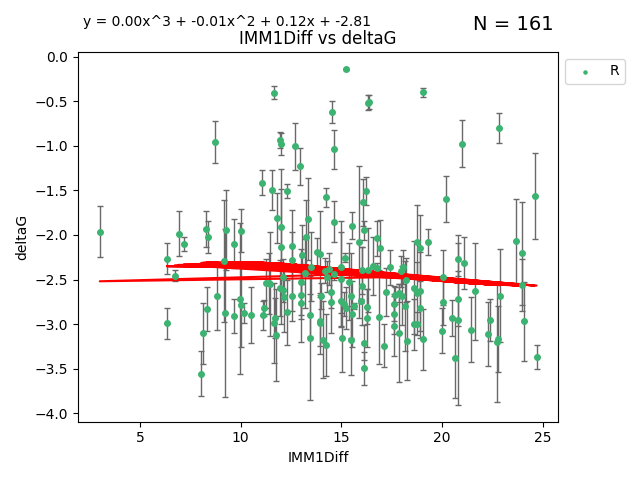 y = 0.00x^3 + -0.01x^2 + 0.12x + -2.81
N = 161
IMM1Diff vs deltaG
R
0.0
−0.5
−1.0
−1.5
−2.0
−2.5
−3.0
−3.5
−4.0
deltaG
5 10 15 20 25
IMM1Diff